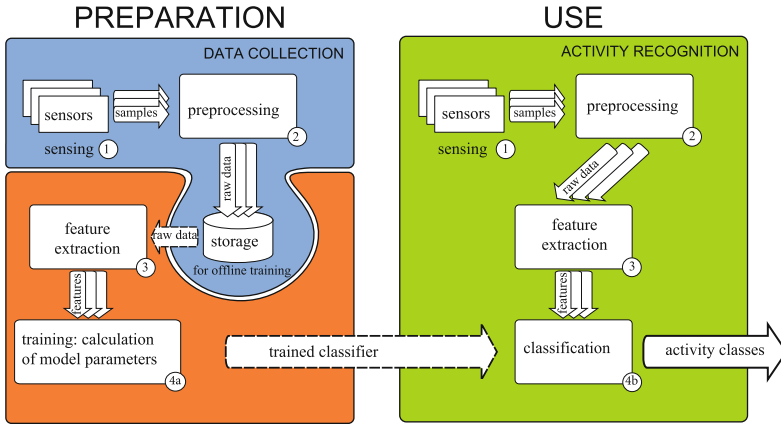 PREPARATION
DATA COLLECTION
sensors
samples
preprocessing
sensing
1
2
raw data
storage
for offline training
raw data
feature
extraction
3
features
training: calculation
of model parameters
4a
trained classifier
USE
ACTIVITY RECOGNITION
sensors
samples
preprocessing
sensing
1
2
raw data
feature
extraction
3
features
classification
4b
activity classes